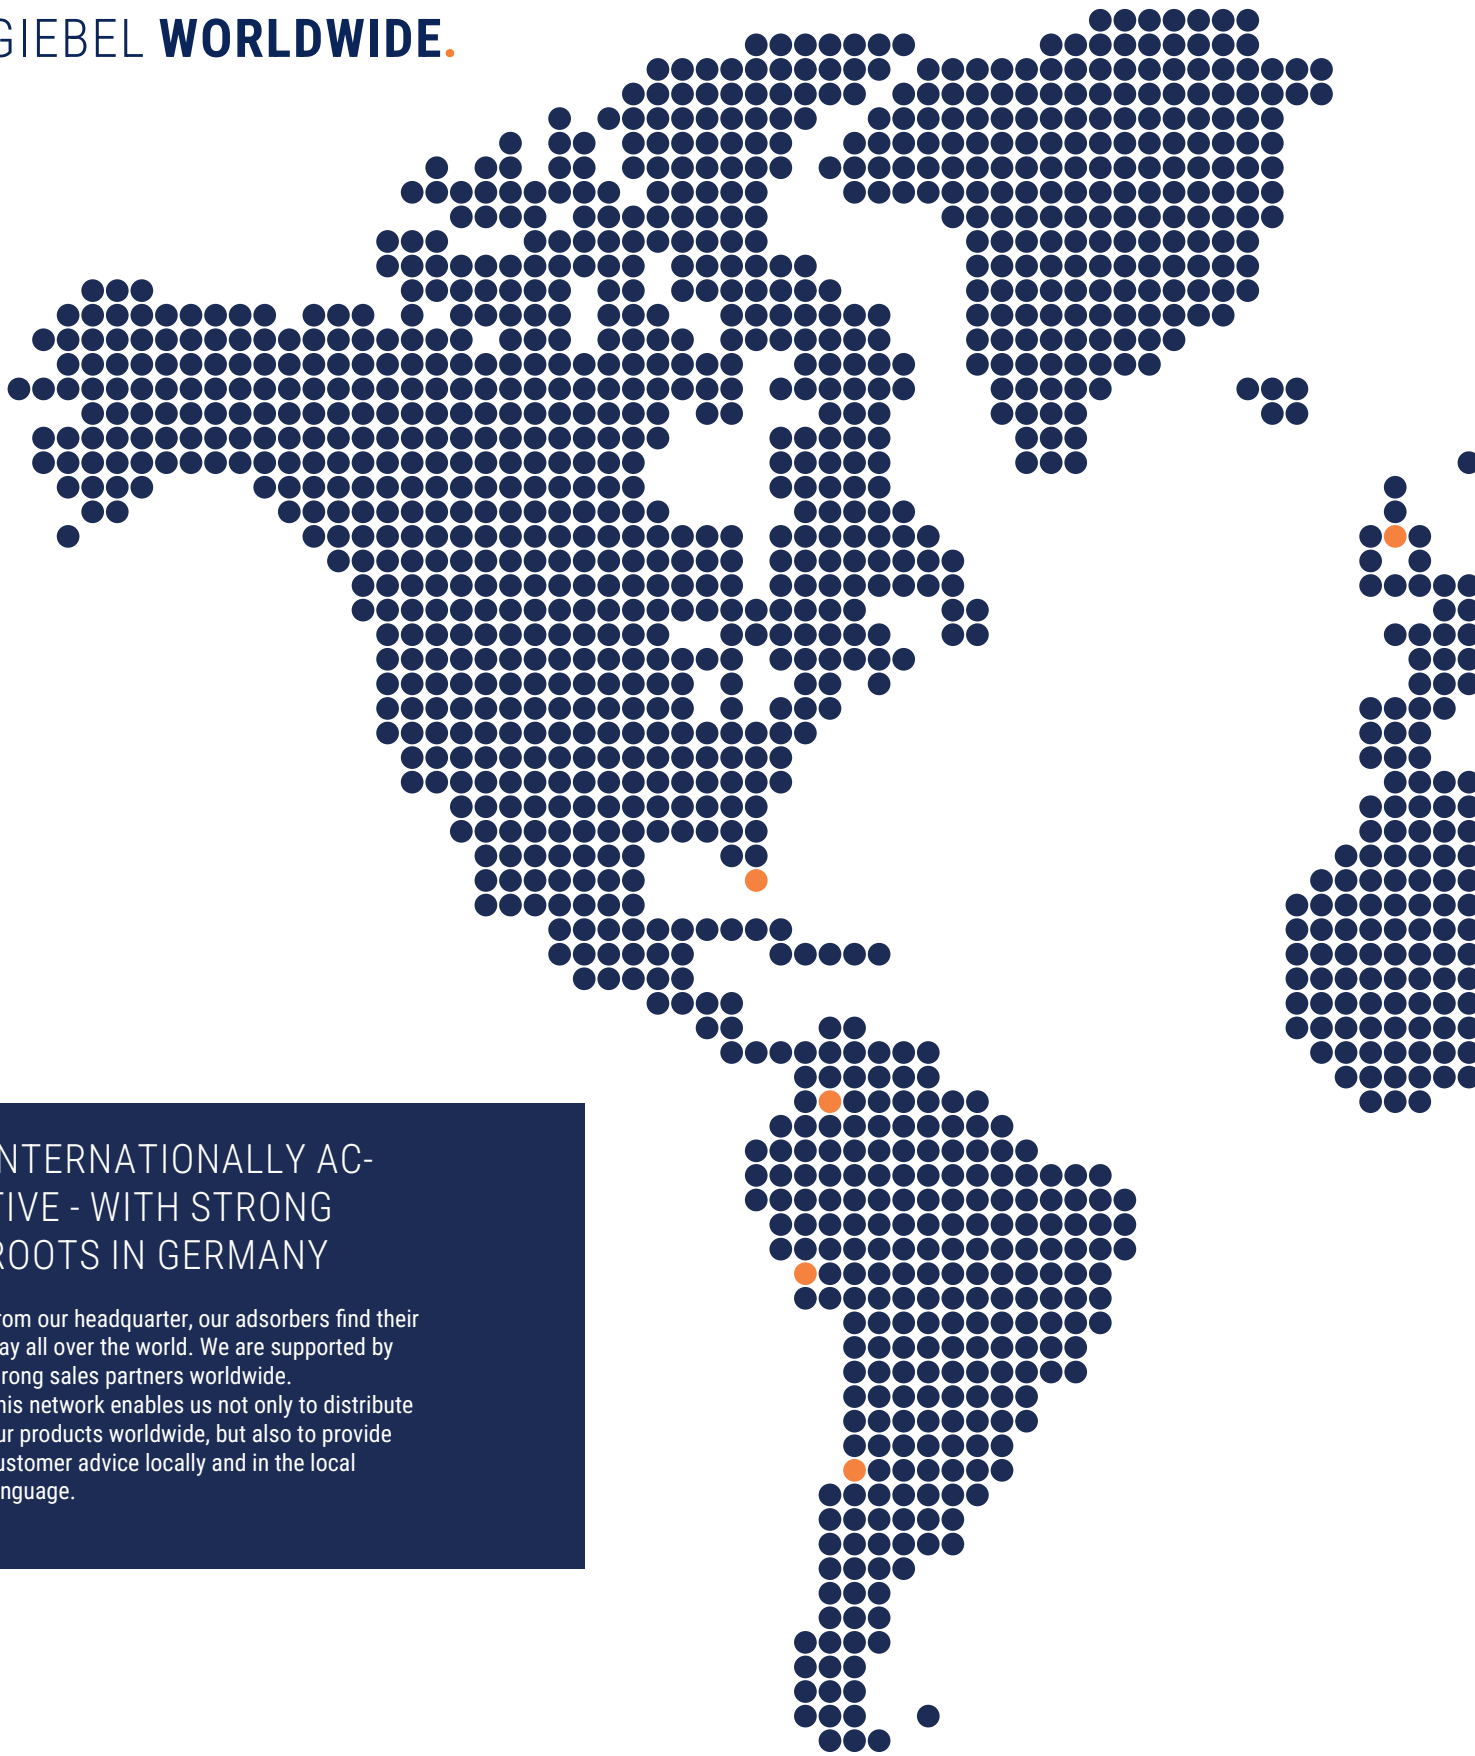 GIEBEL WORLDWIDE.
NTERNATIONALLY AC-
TIVE - WITH STRONG
ROOTS IN GERMANY
rom our headquarter, our adsorbers find their
ay all over the world. We are supported by
rong sales partners worldwide.
his network enables us not only to distribute
ur products worldwide, but also to provide
ustomer advice locally and in the local
nguage.